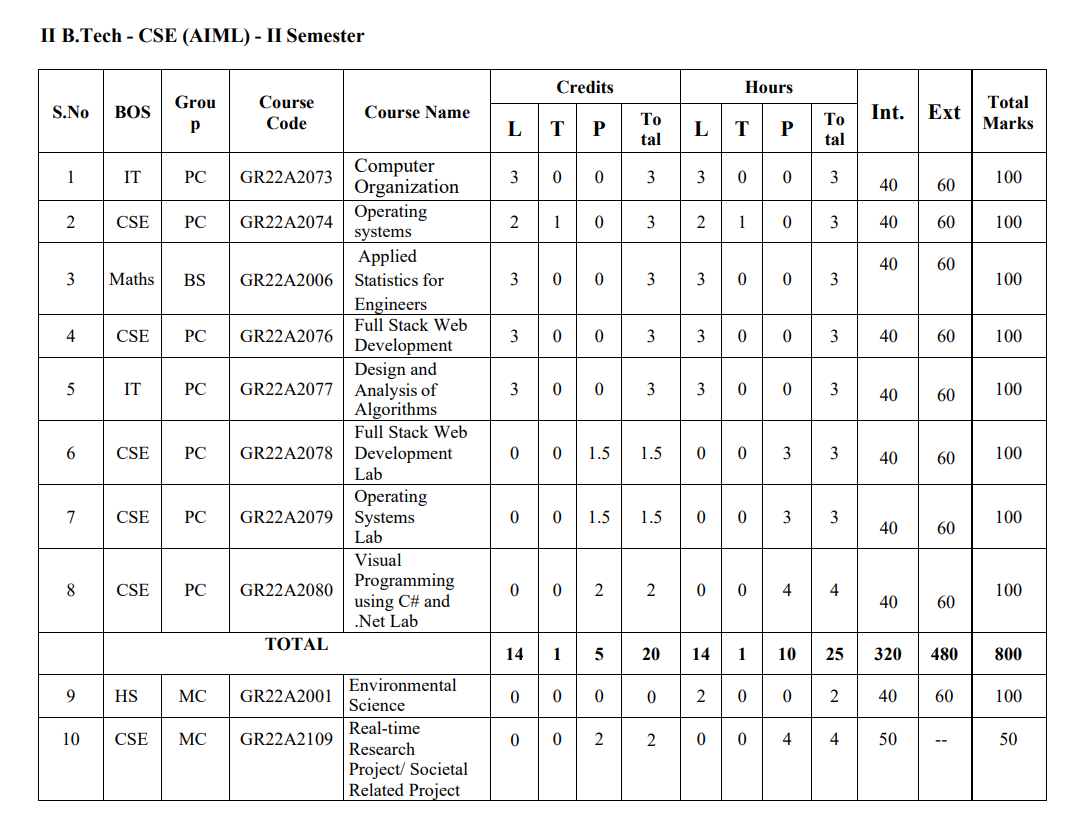 II B.Tech - CSE (AIML) - II Semester
S.No BOS Grou p Course Code Course Name Credits Hours Int. Ext Total Marks
L T P To tal L T P To tal
1 IT PC GR22A2073 Computer Organization 3 0 0 3 3 0 0 3 40 60 100
2 CSE PC GR22A2074 Operating systems 2 1 0 3 2 1 0 3 40 60 100
3 Maths BS GR22A2006 Applied Statistics for Engineers 3 0 0 3 3 0 0 3 40 60 100
4 CSE PC GR22A2076 Full Stack Web Development 3 0 0 3 3 0 0 3 40 60 100
5 IT PC GR22A2077 Design and Analysis of Algorithms 3 0 0 3 3 0 0 3 40 60 100
6 CSE PC GR22A2078 Full Stack Web Development Lab 0 0 1.5 1.5 0 0 3 3 40 60 100
7 CSE PC GR22A2079 Operating Systems Lab 0 0 1.5 1.5 0 0 3 3 40 60 100
8 CSE PC GR22A2080 Visual Programming using C# and .Net Lab 0 0 2 2 0 0 4 4 40 60 100
TOTAL 14 1 5 20 14 1 10 25 320 480 800
9 HS MC GR22A2001 Environmental Science 0 0 0 0 2 0 0 2 40 60 100
10 CSE MC GR22A2109 Real-time Research Project/ Societal Related Project 0 0 2 2 0 0 4 4 50 -- 50